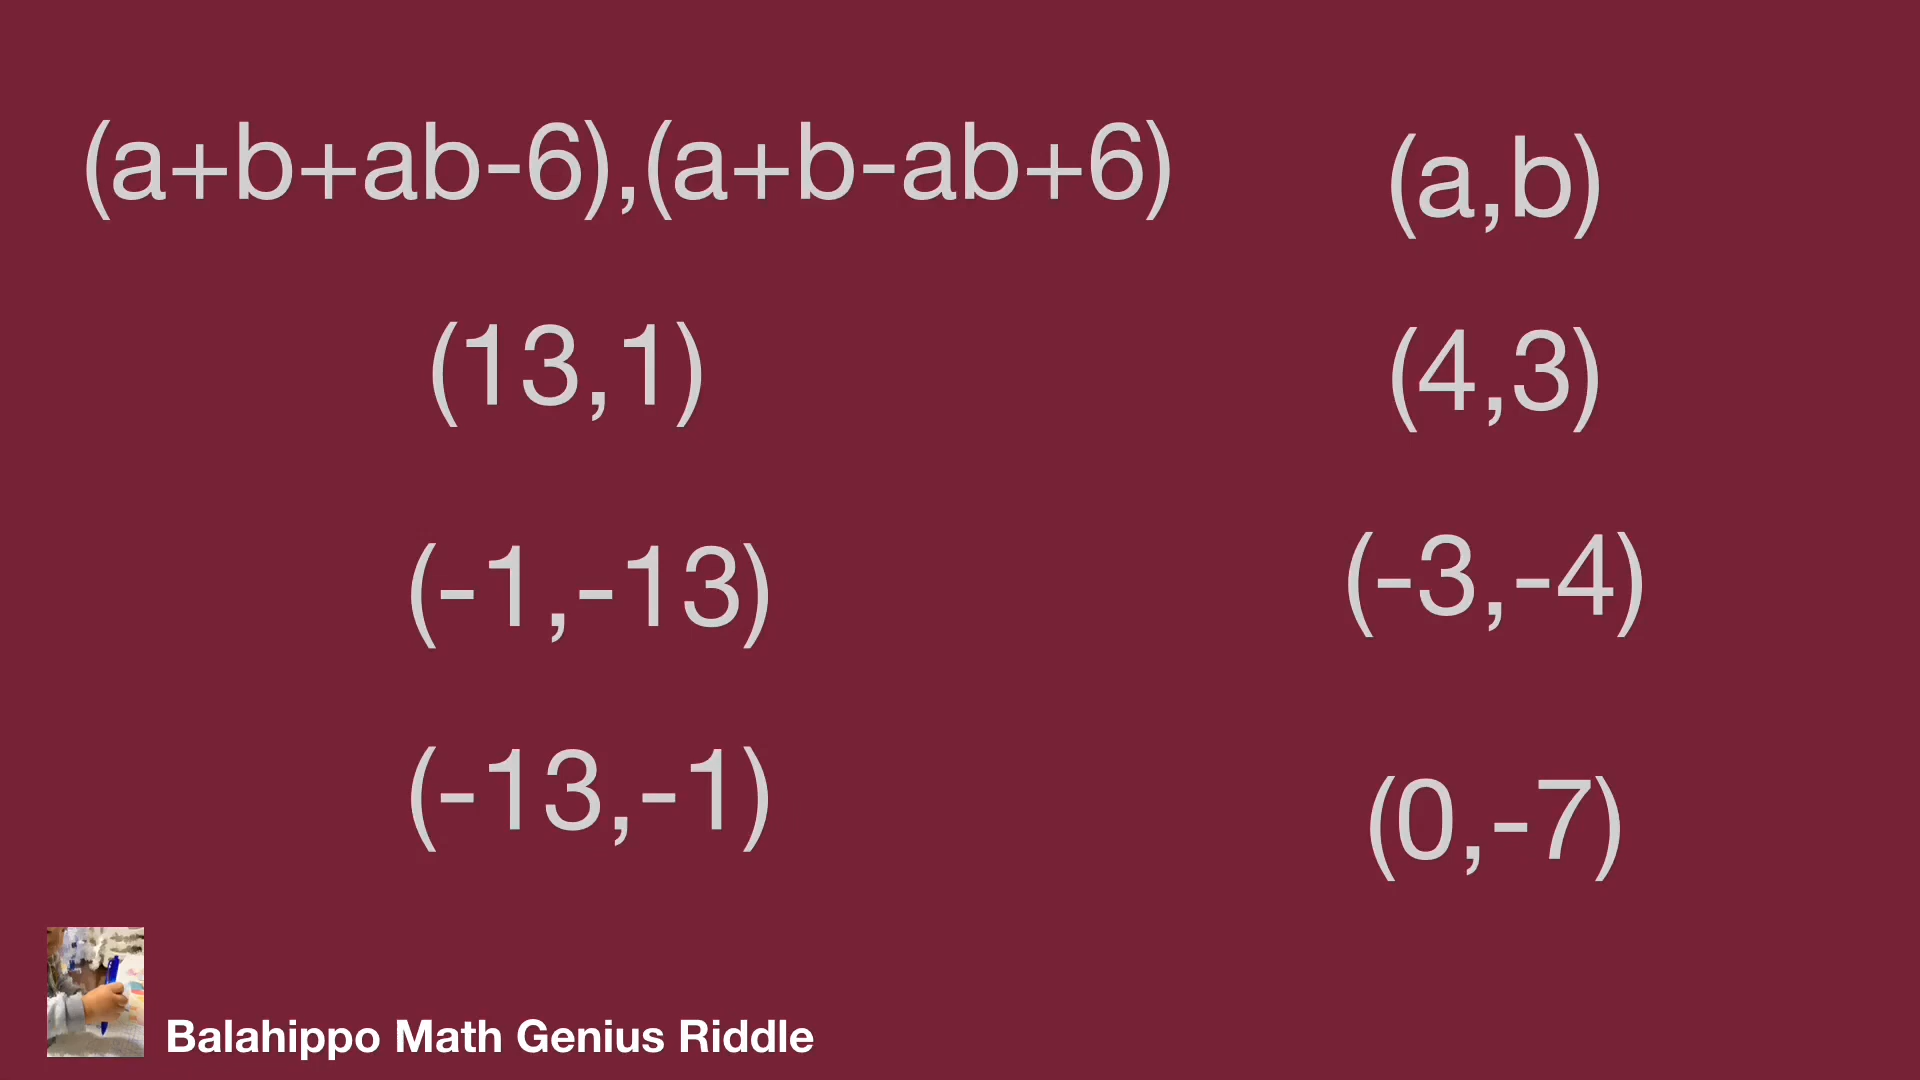 (a+b+ab-6),(a+b-ab+6) (a,b)
(13,1) (4,3)
(-1,-13) (-3,-4)
(-13,-1) (0,-7)
Balahippo Math Genius Riddle